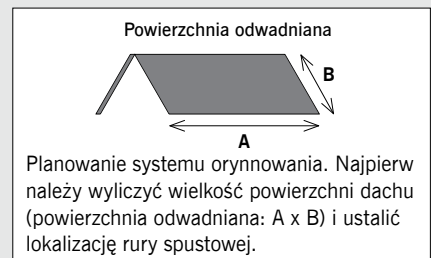 Powierzchnia odwadniana
B
A
Planowanie systemu orynnowania. Najpierw
należy wyliczyć wielkość powierzchni dachu
(powierzchnia odwadniana: A x B) i ustalić
lokalizację rury spustowej.